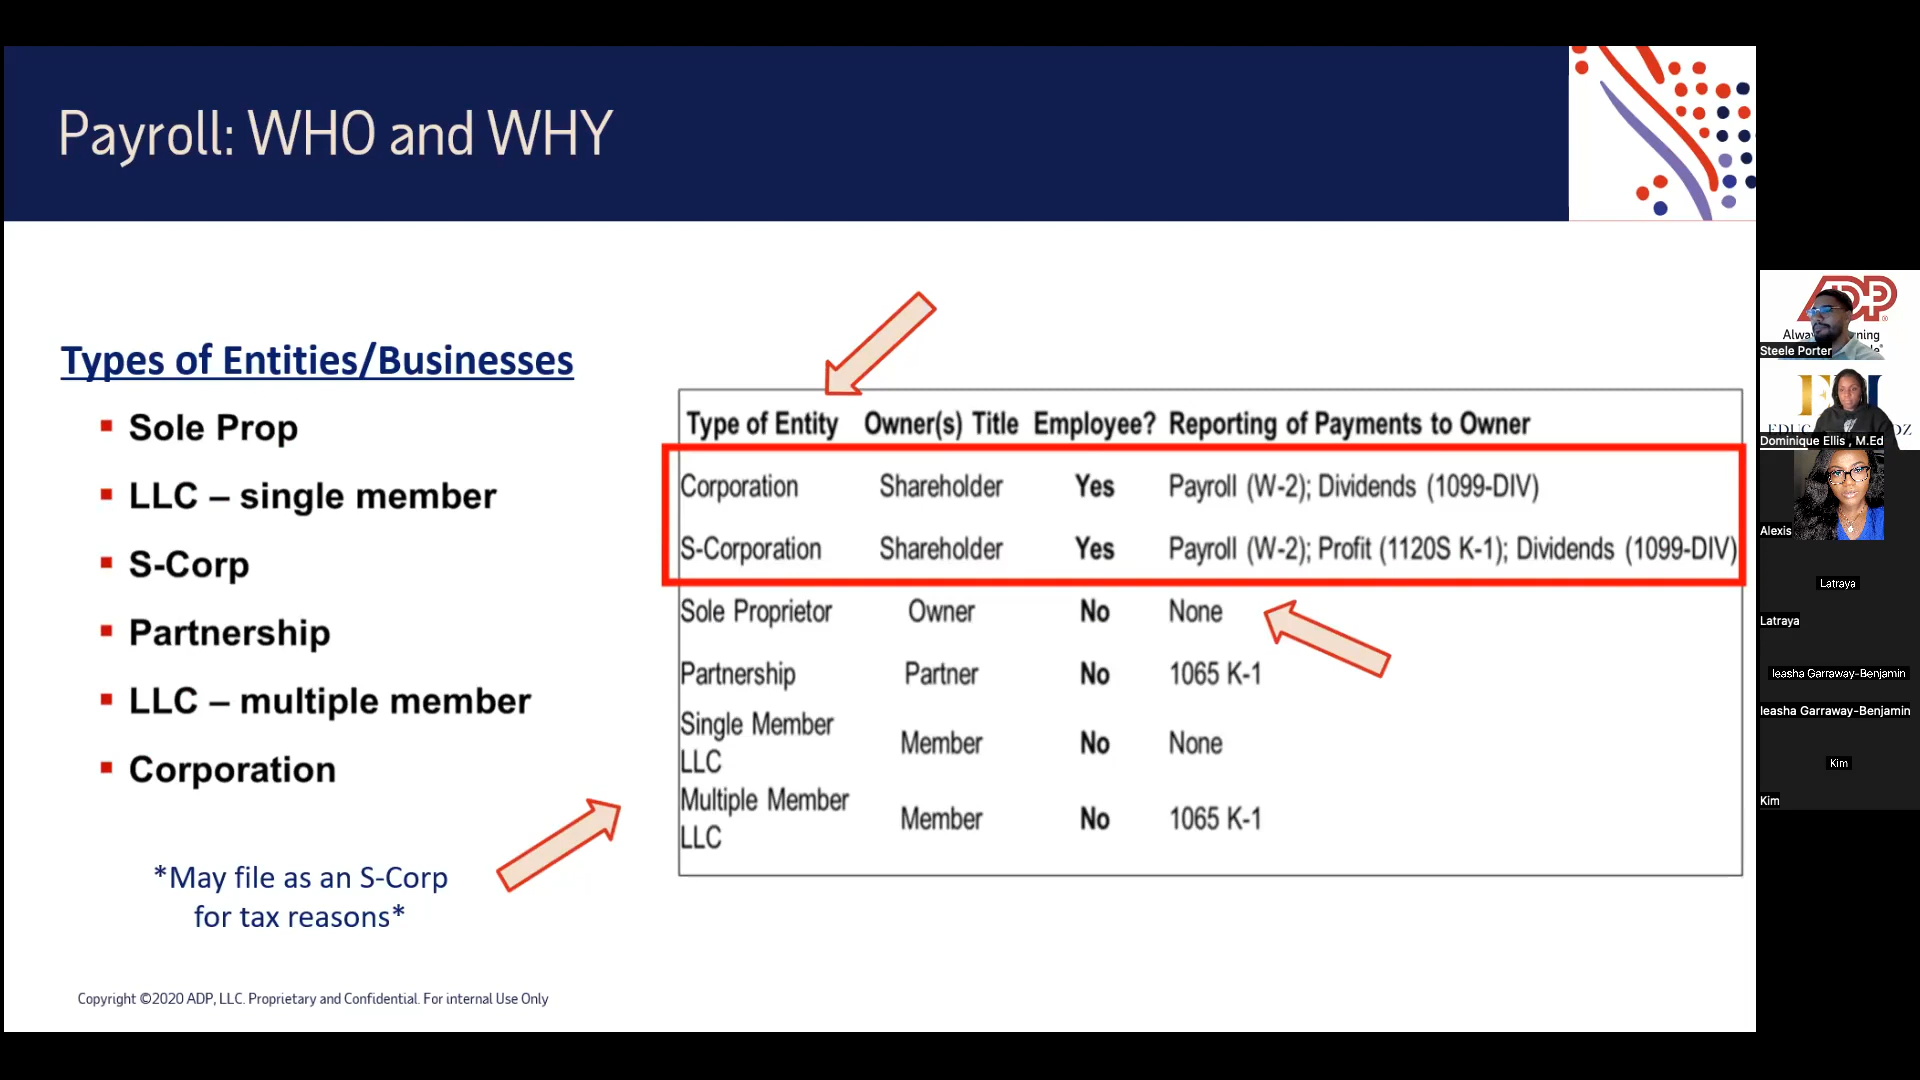 Payroll: WHO and WHY
Types of Entities/Businesses
Sole Prop
LLC – single member
S-Corp
Partnership
LLC – multiple member
Corporation
*May file as an S-Corp
for tax reasons*
Type of Entity Owner(s) Title Employee? Reporting of Payments to Owner
Corporation Shareholder Yes Payroll (W-2); Dividends (1099-DIV)
S-Corporation Shareholder Yes Payroll (W-2); Profit (1120S K-1); Dividends (1099-DIV)
Sole Proprietor Owner No None
Partnership Partner No 1065 K-1
Single Member
LLC Member No None
Multiple Member
LLC Member No 1065 K-1
Copyright ©2020 ADP, LLC. Proprietary and Confidential. For internal Use Only
ADP
Steele Porter
Dominique Ellis , M.Ed
Alexis
Latraya
Latraya
Ieasha Garraway-Benjamin
Ieasha Garraway-Benjamin
Kim
Kim